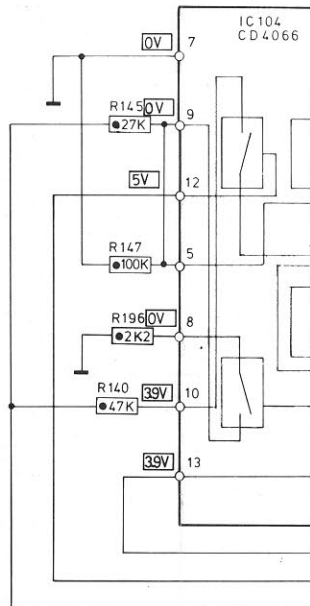 IC104
CD4066
0V 7
R145 0V
27K 9
5V 12
R147
100K 5
R196 0V 8
2K2
R140 3.9V 10
47K
3.9V 13